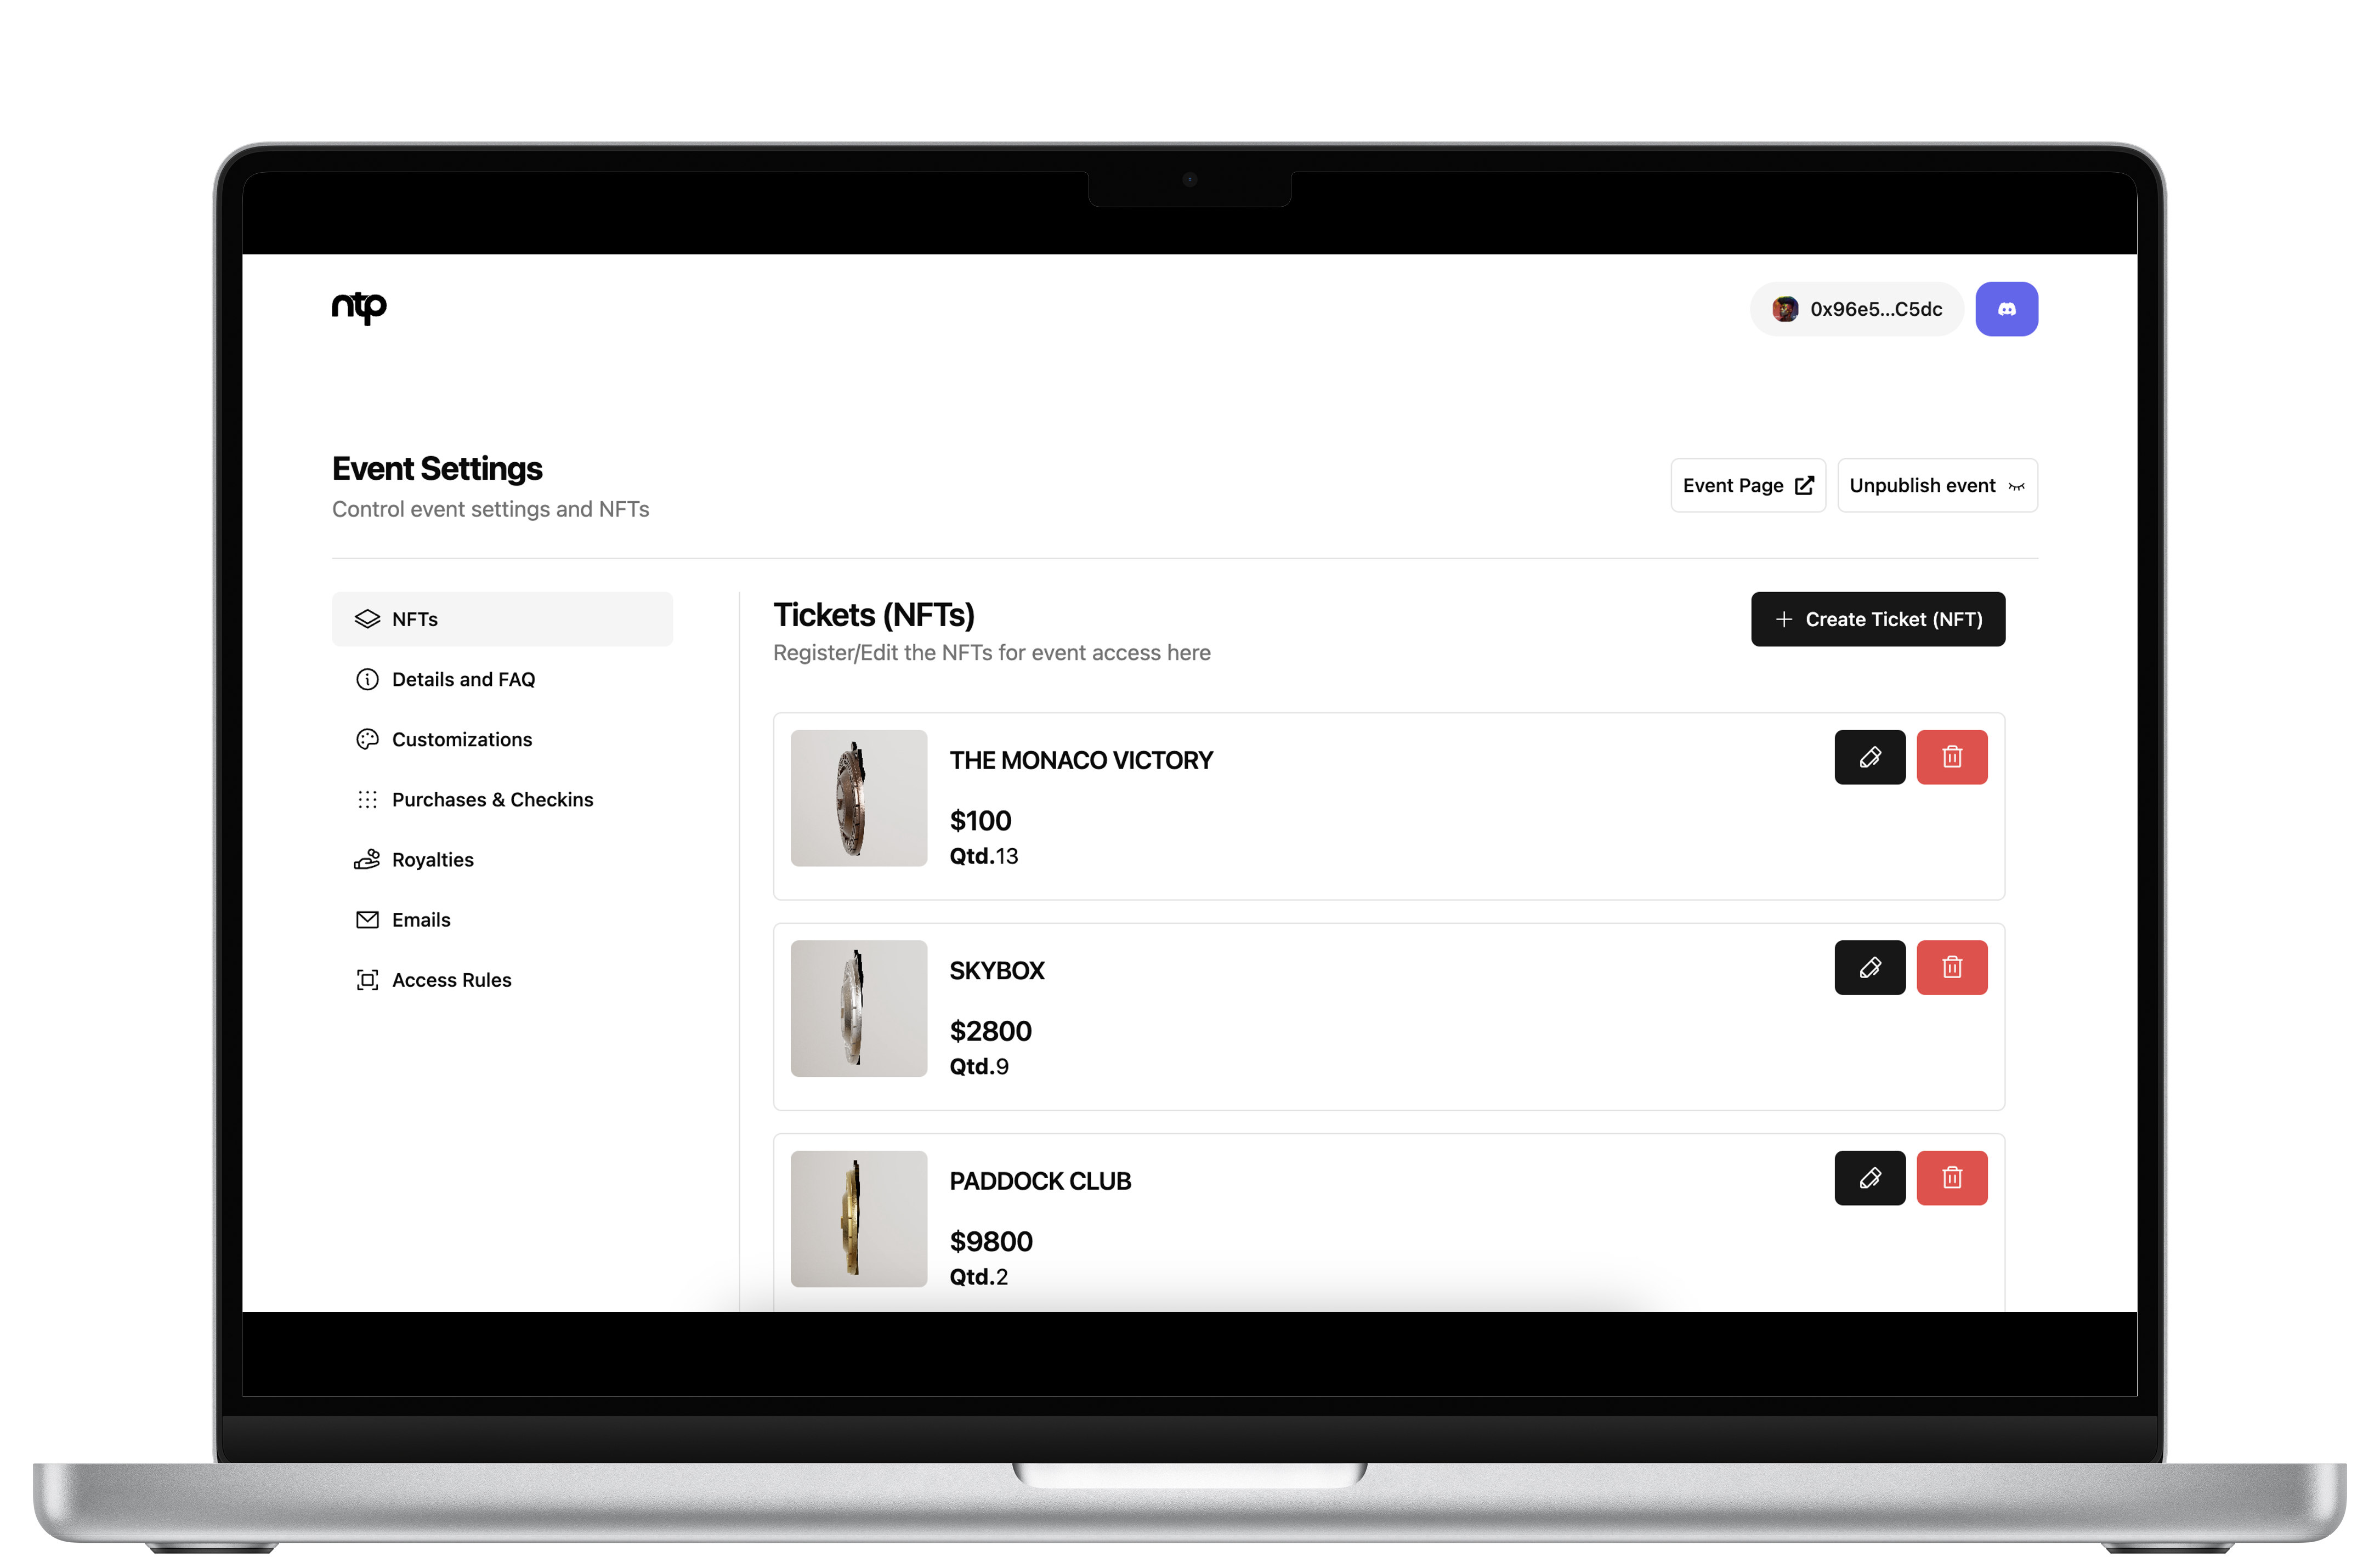 ntp
0x96e5...C5dc
Event Settings
Control event settings and NFTs
Event Page
Unpublish event
NFTs
Details and FAQ
Customizations
Purchases & Checkins
Royalties
Emails
Access Rules
Tickets (NFTs)
Register/Edit the NFTs for event access here
Create Ticket (NFT)
THE MONACO VICTORY
$100
Qtd.13
SKYBOX
$2800
Qtd.9
PADDOCK CLUB
$9800
Qtd.2